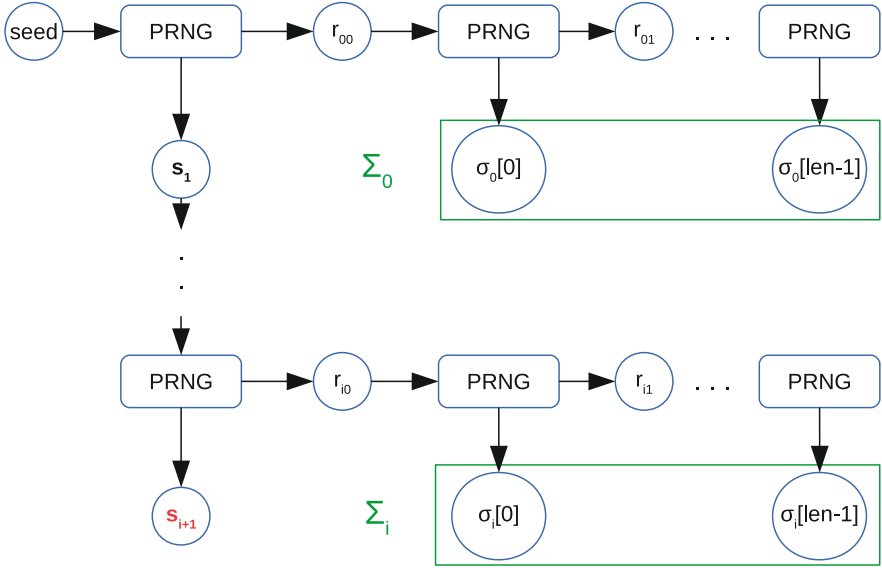 seed PRNG r₀₀ PRNG r₀₁ . . . PRNG
s₁ Σ₀ σ₀[0] σ₀[len-1]
.
.
PRNG rᵢ₀ PRNG rᵢ₁ . . . PRNG
sᵢ₊₁ Σᵢ σᵢ[0] σᵢ[len-1]